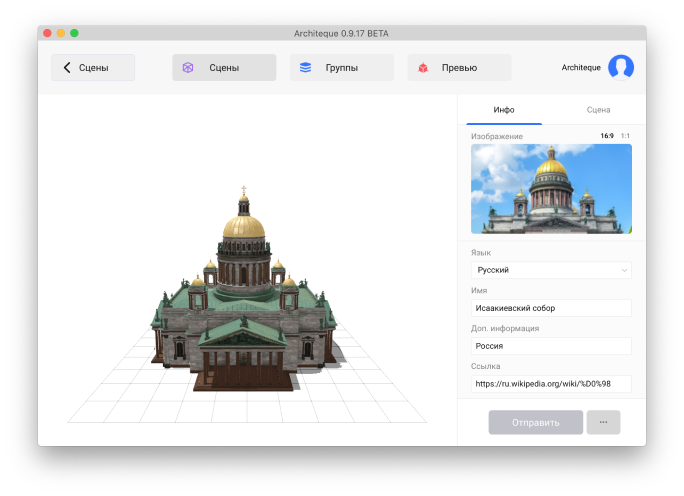 Architeque 0.9.17 BETA
Сцены
Сцены
Группы
Превью
Architeque
Инфо
Сцена
Изображение
16:9 1:1
Язык
Русский
Имя
Исаакиевский собор
Доп. информация
Россия
Ссылка
https://ru.wikipedia.org/wiki/%D0%98
Отправить
...